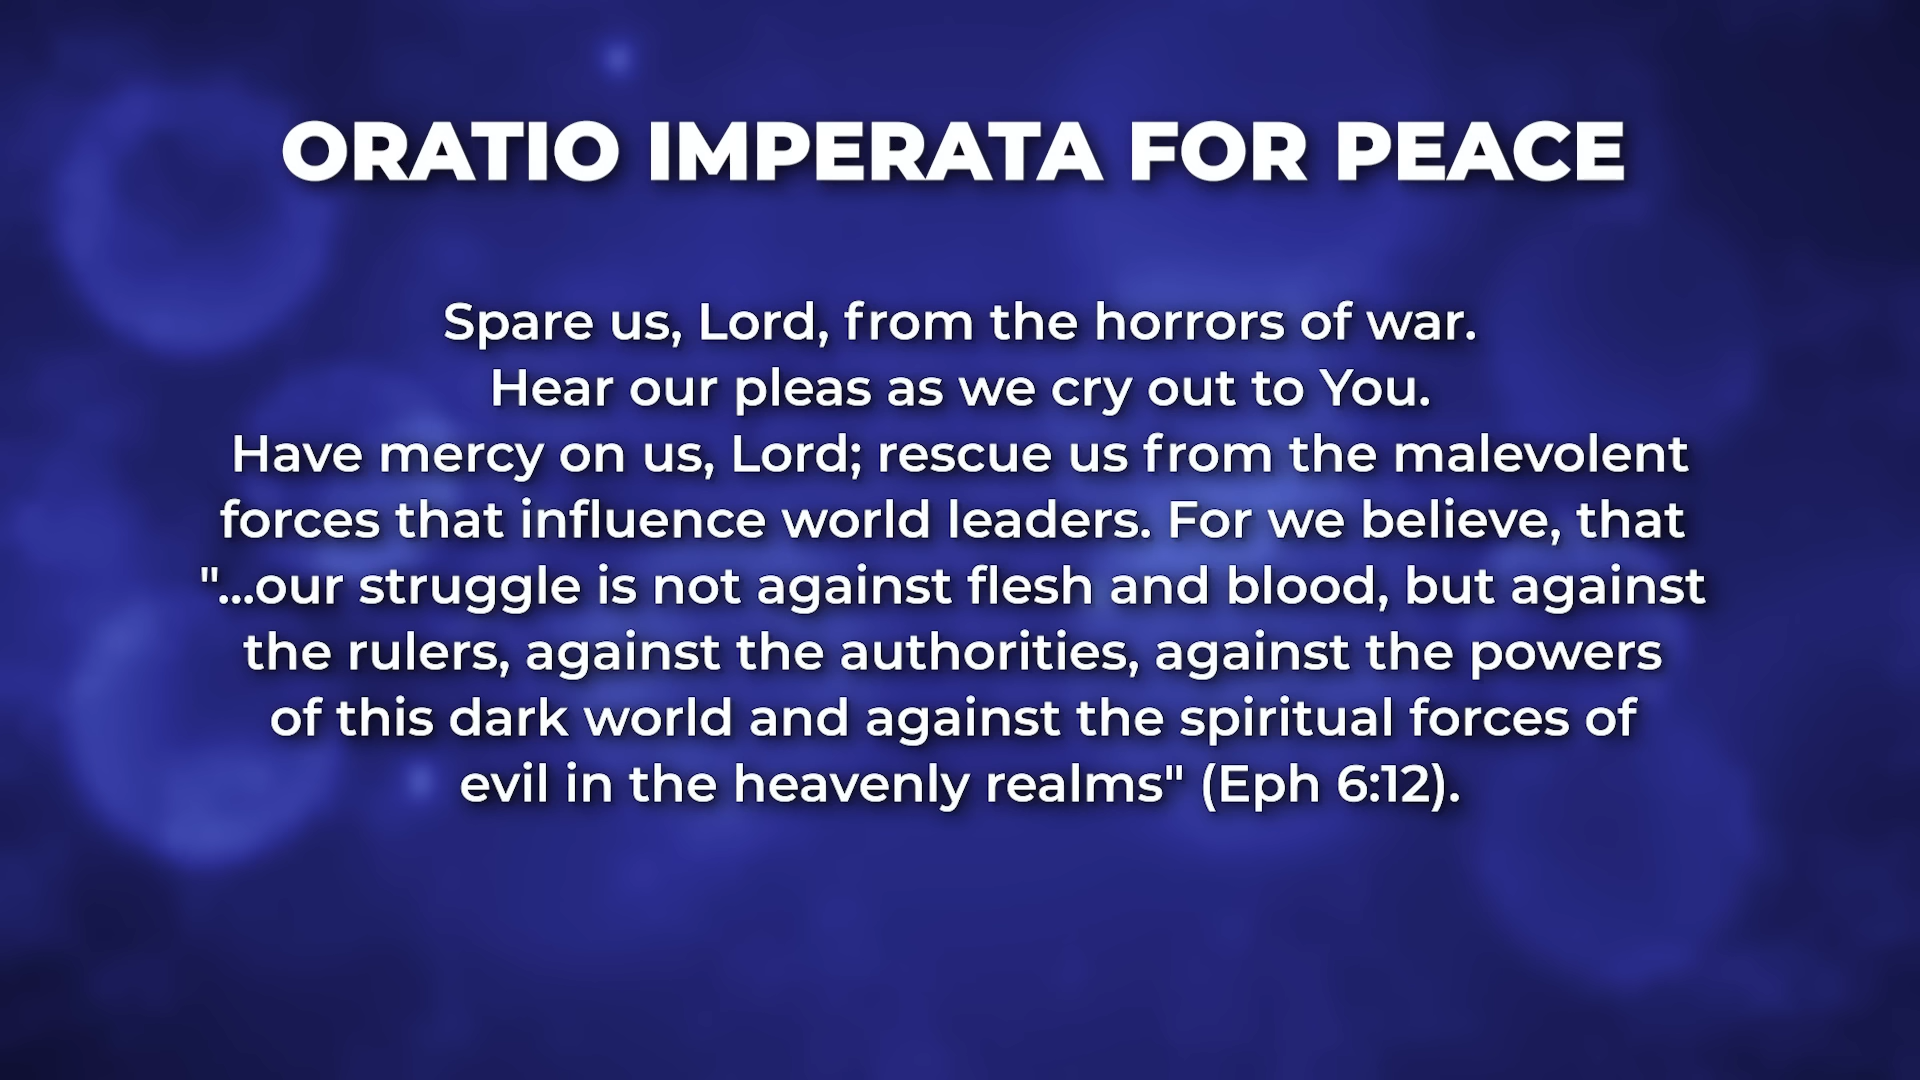 ORATIO IMPERATA FOR PEACE
Spare us, Lord, from the horrors of war.
Hear our pleas as we cry out to You.
Have mercy on us, Lord; rescue us from the malevolent
forces that influence world leaders. For we believe, that
"...our struggle is not against flesh and blood, but against
the rulers, against the authorities, against the powers
of this dark world and against the spiritual forces of
evil in the heavenly realms" (Eph 6:12).